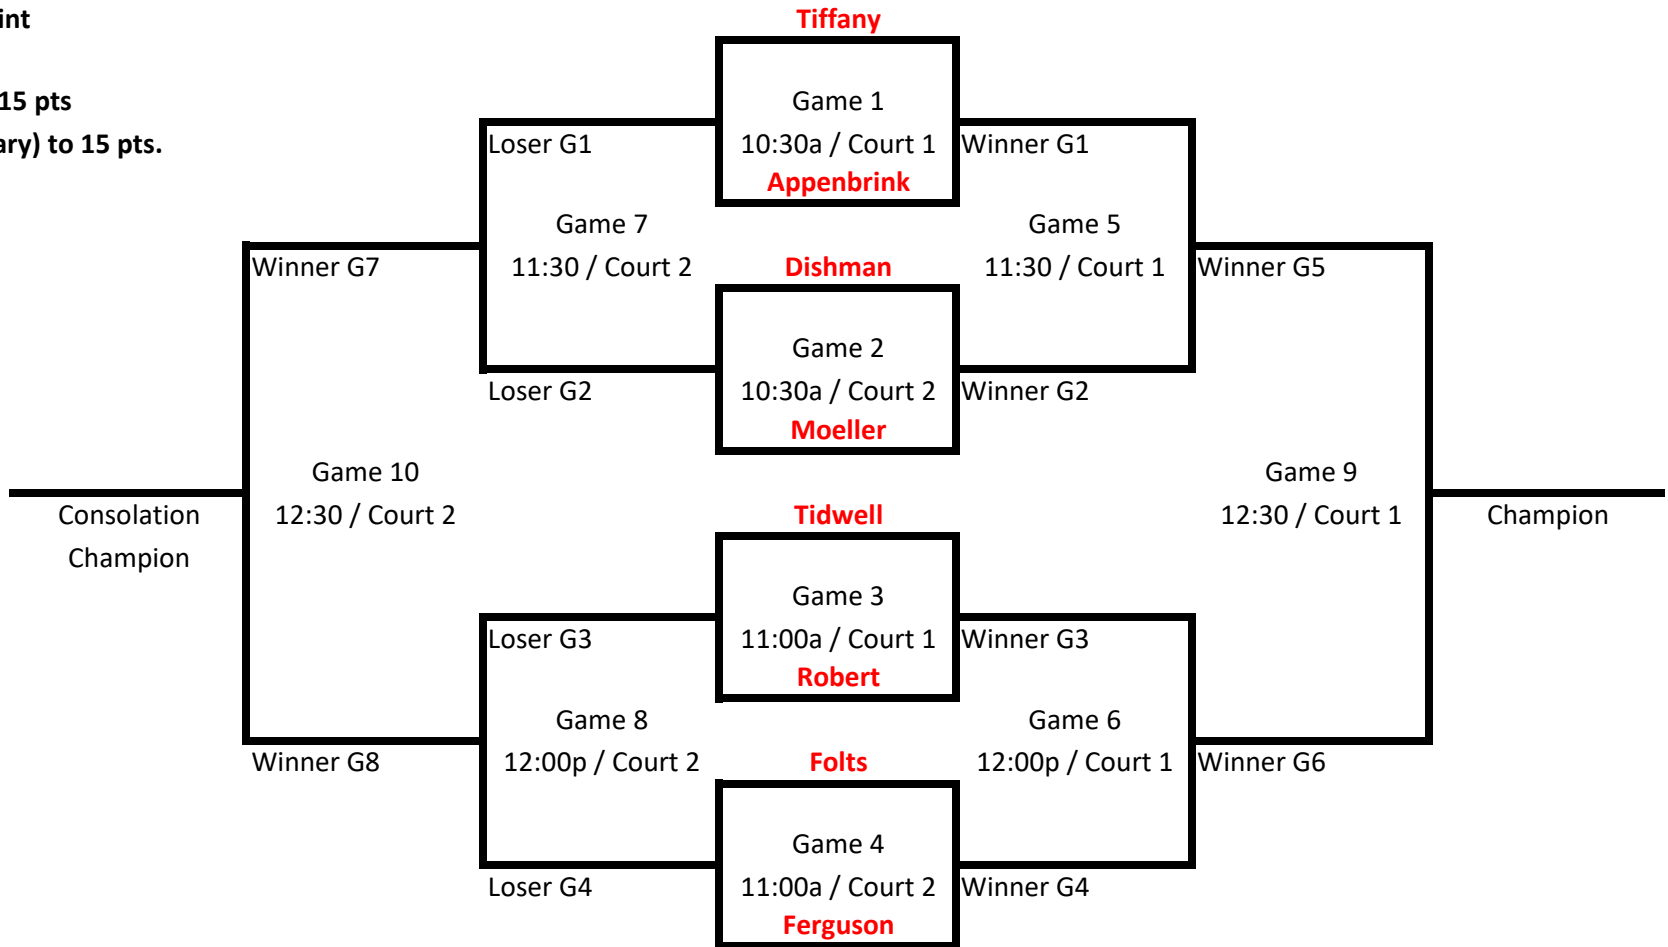 int
Tiffany
15 pts
Game 1
ary) to 15 pts.
Loser G1
10:30a / Court 1
Winner G1
Appenbrink
Game 7
Game 5
Winner G7
11:30 / Court 2
Dishman
11:30 / Court 1
Winner G5
Game 2
Loser G2
10:30a / Court 2
Winner G2
Moeller
Game 10
Game 9
Consolation
12:30 / Court 2
Tidwell
12:30 / Court 1
Champion
Champion
Game 3
Loser G3
11:00a / Court 1
Winner G3
Robert
Game 8
Game 6
Winner G8
12:00p / Court 2
Folts
12:00p / Court 1
Winner G6
Game 4
Loser G4
11:00a / Court 2
Winner G4
Ferguson